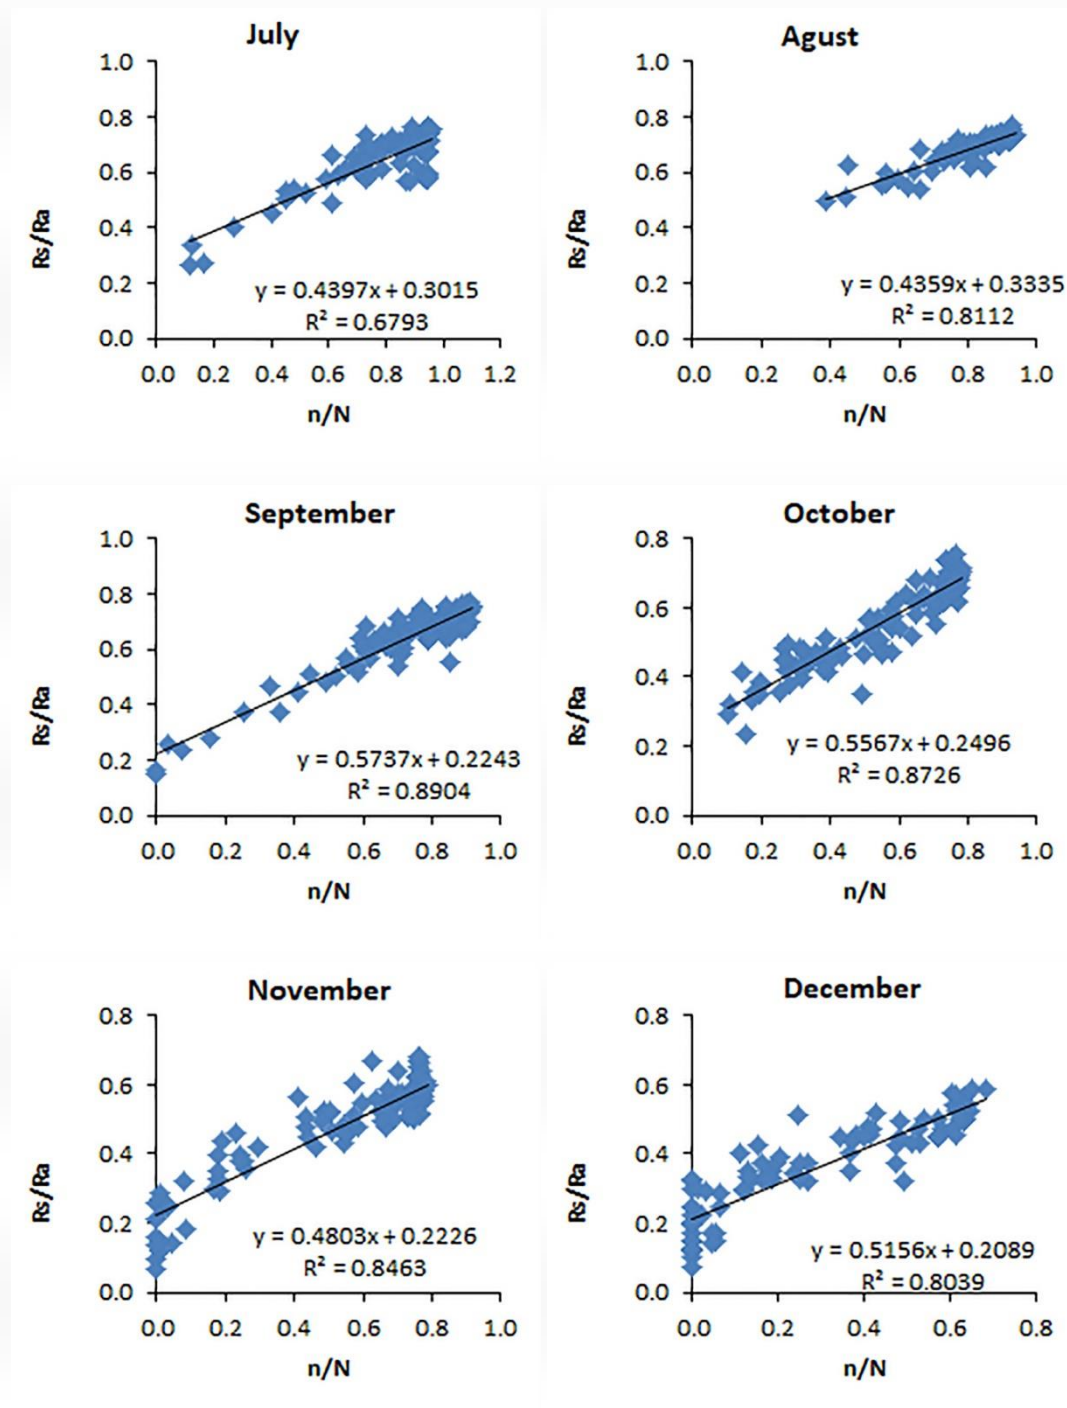 July
1.0
0.8
0.6
0.4
0.2
0.0
Rs/Ra
y = 0.4397x + 0.3015
R² = 0.6793
0.0 0.2 0.4 0.6 0.8 1.0 1.2
n/N
Agust
1.0
0.8
0.6
0.4
0.2
0.0
Rs/Ra
y = 0.4359x + 0.3335
R² = 0.8112
0.0 0.2 0.4 0.6 0.8 1.0
n/N
September
1.0
0.8
0.6
0.4
0.2
0.0
Rs/Ra
y = 0.5737x + 0.2243
R² = 0.8904
0.0 0.2 0.4 0.6 0.8 1.0
n/N
October
0.8
0.6
0.4
0.2
0.0
Rs/Ra
y = 0.5567x + 0.2496
R² = 0.8726
0.0 0.2 0.4 0.6 0.8 1.0
n/N
November
0.8
0.6
0.4
0.2
0.0
Rs/Ra
y = 0.4803x + 0.2226
R² = 0.8463
0.0 0.2 0.4 0.6 0.8 1.0
n/N
December
0.8
0.6
0.4
0.2
0.0
Rs/Ra
y = 0.5156x + 0.2089
R² = 0.8039
0.0 0.2 0.4 0.6 0.8
n/N